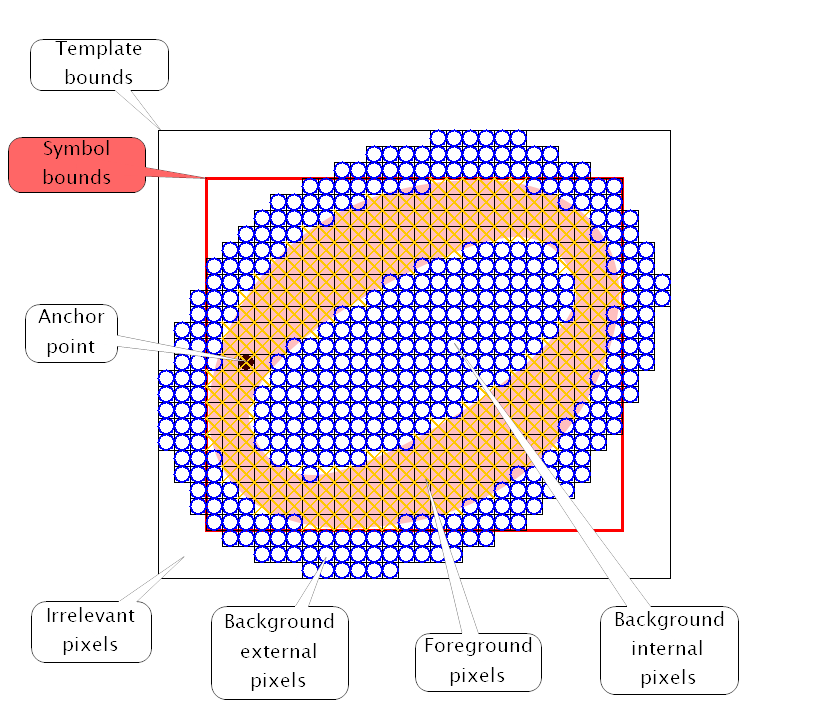 Template
bounds
Symbol
bounds
Anchor
point
Irrelevant
pixels
Background
external
pixels
Foreground
pixels
Background
internal
pixels